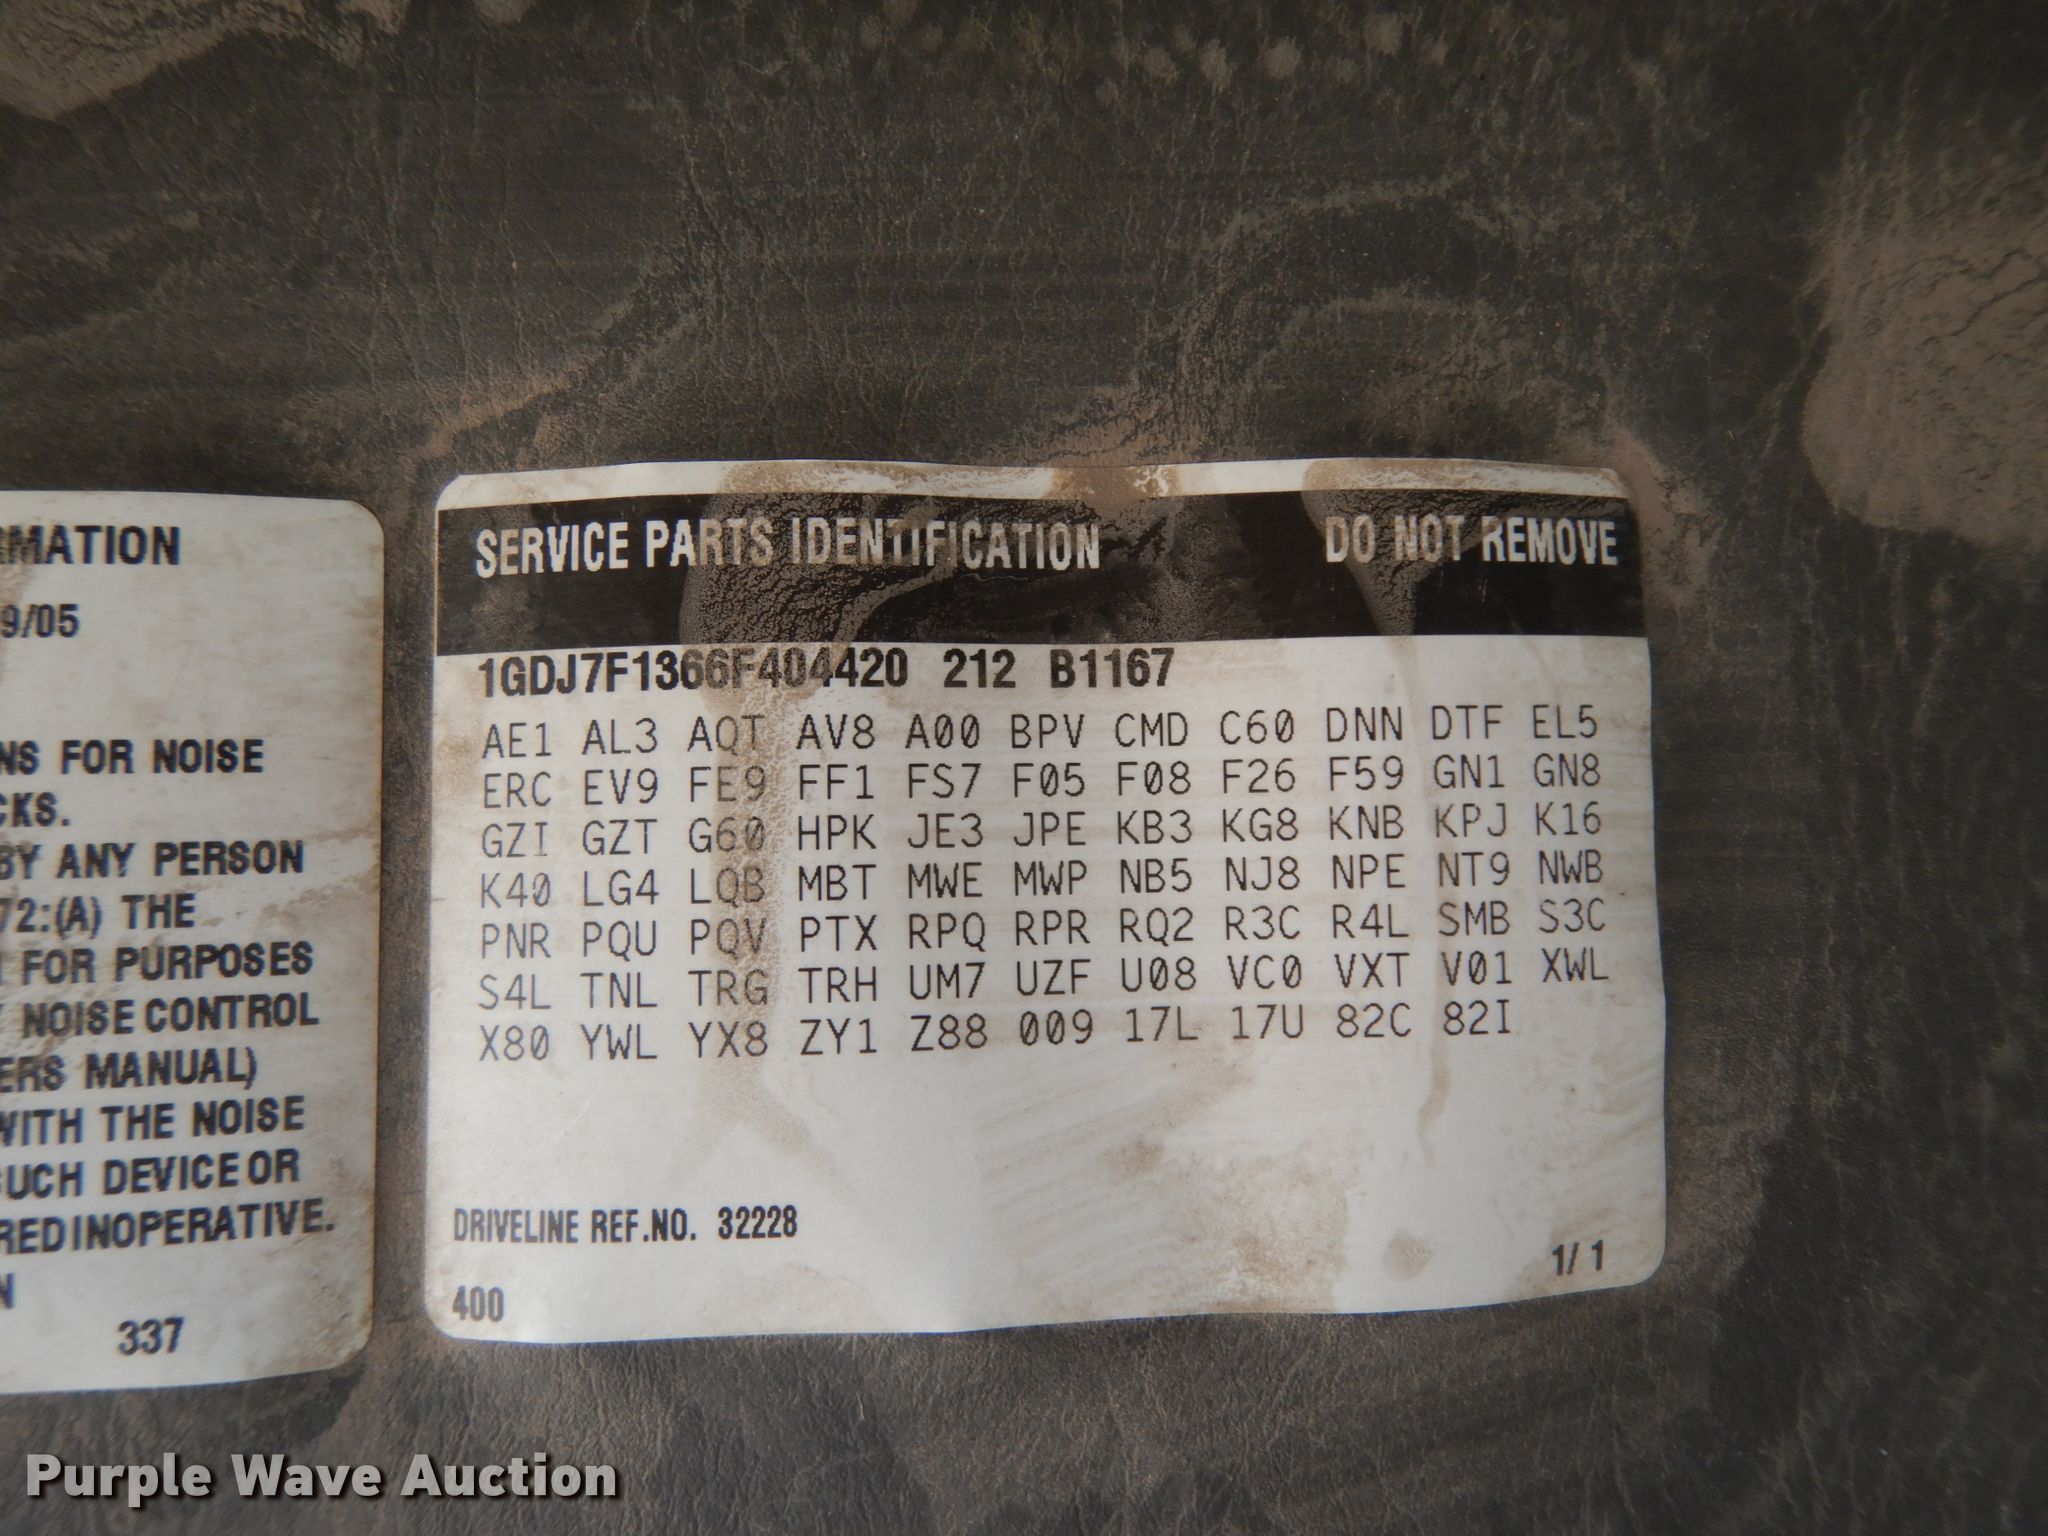 RMATION
9/05
NS FOR NOISE
CKS.
BY ANY PERSON
72:(A) THE
FOR PURPOSES
NOISE CONTROL
ERS MANUAL)
WITH THE NOISE
SUCH DEVICE OR
RED INOPERATIVE.
N
337
SERVICE PARTS IDENTIFICATION DO NOT REMOVE
1GDJ7F1366F404420 212 B1167
AE1 AL3 AQT AV8 A00 BPV CMD C60 DNN DTF EL5
ERC EV9 FE9 FF1 FS7 F05 F08 F26 F59 GN1 GN8
GZI GZT G60 HPK JE3 JPE KB3 KG8 KNB KPJ K16
K40 LG4 LQB MBT MWE MWP NB5 NJ8 NPE NT9 NWB
PNR PQU PQV PTX RPQ RPR RQ2 R3C R4L SMB S3C
S4L TNL TRG TRH UM7 UZF U08 VC0 VXT V01 XWL
X80 YWL YX8 ZY1 Z88 009 17L 17U 82C 82I
DRIVELINE REF.NO. 32228
1/ 1
400
Purple Wave Auction